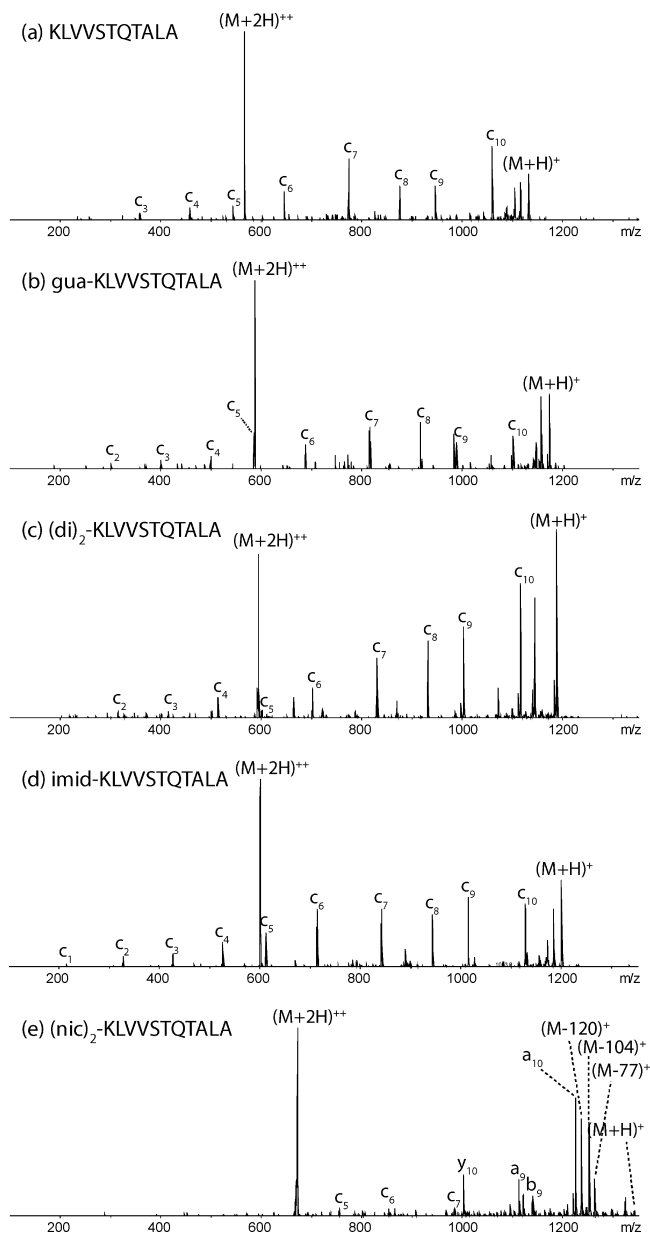 (a) KLVVSTQTALA
(M+2H)++
c3 c4 c5 c6 c7 c8 c9 c10 (M+H)+
200 400 600 800 1000 1200 m/z
(b) gua-KLVVSTQTALA
(M+2H)++
c2 c3 c4 c5 c6 c7 c8 c9 c10 (M+H)+
200 400 600 800 1000 1200 m/z
(c) (di)2-KLVVSTQTALA
(M+2H)++
c2 c3 c4 c5 c6 c7 c8 c9 c10 (M+H)+
200 400 600 800 1000 1200 m/z
(d) imid-KLVVSTQTALA
(M+2H)++
c1 c2 c3 c4 c5 c6 c7 c8 c9 c10 (M+H)+
200 400 600 800 1000 1200 m/z
(e) (nic)2-KLVVSTQTALA
(M+2H)++
c5 c6 c7 y10 a9 b9 a10 (M-120)+ (M-104)+ (M-77)+ (M+H)+
200 400 600 800 1000 1200 m/z